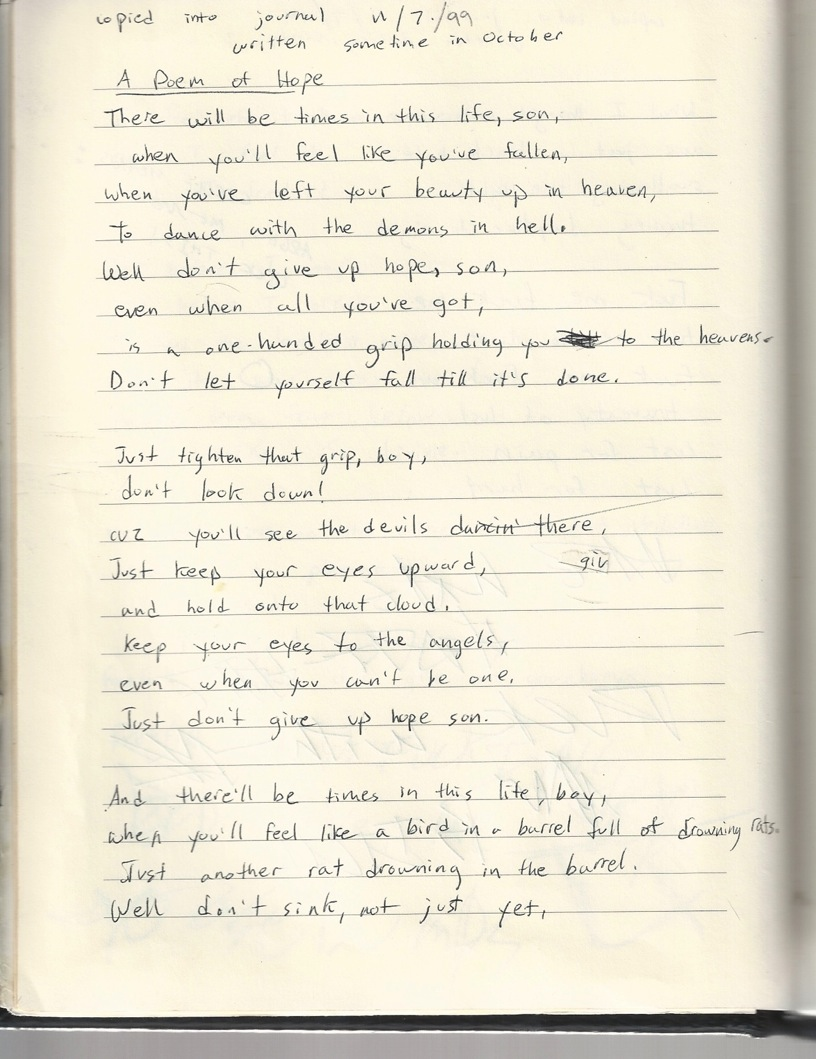 copied into journal 11/7./99
written sometime in October
A Poem of Hope
There will be times in this life, son,
when you'll feel like you've fallen,
when you've left your beauty up in heaven,
To dance with the demons in hell.
Well don't give up hope, son,
even when all you've got,
is a one-hunded grip holding you to the heavens.
Don't let yourself fall till it's done.
Just tighten that grip, boy,
don't look down!
cuz you'll see the devils dancin' there,
Just keep your eyes upward, giv
and hold onto that cloud.
keep your eyes to the angels,
even when you can't be one.
Just don't give up hope son.
And there'll be times in this life, boy,
when you'll feel like a bird in a barrel full of drowning rats.
Just another rat drowning in the barrel.
Well don't sink, not just yet,